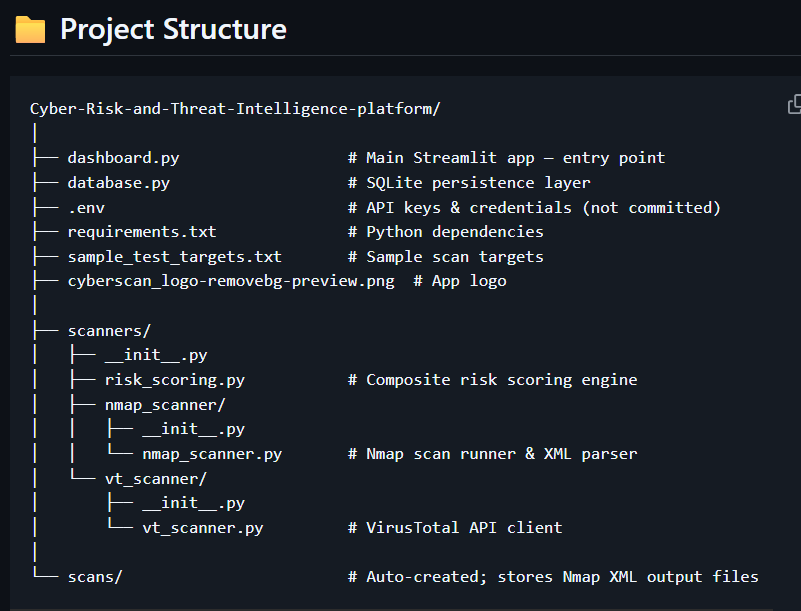 Project Structure
Cyber-Risk-and-Threat-Intelligence-platform/
│
├── dashboard.py                  # Main Streamlit app — entry point
├── database.py                   # SQLite persistence layer
├── .env                          # API keys & credentials (not committed)
├── requirements.txt              # Python dependencies
├── sample_test_targets.txt       # Sample scan targets
├── cyberscan_logo-removebg-preview.png  # App logo
│
├── scanners/
│   ├── __init__.py
│   ├── risk_scoring.py           # Composite risk scoring engine
│   ├── nmap_scanner/
│   │   ├── __init__.py
│   │   └── nmap_scanner.py       # Nmap scan runner & XML parser
│   └── vt_scanner/
│       ├── __init__.py
│       └── vt_scanner.py         # VirusTotal API client
│
└── scans/                        # Auto-created; stores Nmap XML output files